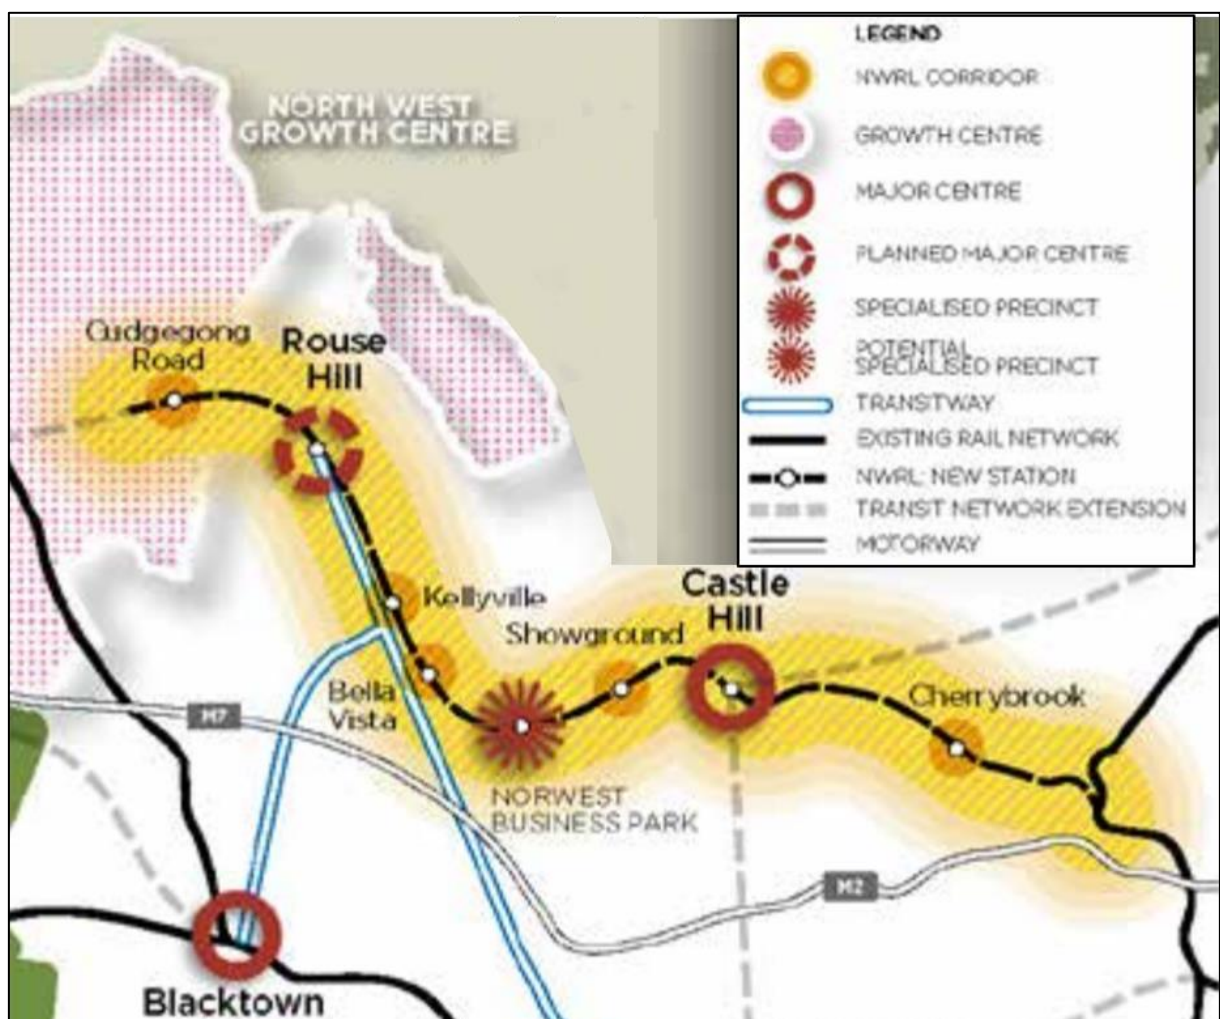 LEGEND
NWRL CORRIDOR
GROWTH CENTRE
MAJOR CENTRE
PLANNED MAJOR CENTRE
SPECIALISED PRECINCT
POTENTIAL
SPECIALISED PRECINCT
TRANSITWAY
EXISTING RAIL NETWORK
NWRL: NEW STATION
TRANSIT NETWORK EXTENSION
MOTORWAY
NORTH WEST
GROWTH CENTRE
Cudgegong
Road
Rouse
Hill
Kellyville
Showground
Castle
Hill
Bella
Vista
Cherrybrook
M7
NORWEST
BUSINESS PARK
M2
Blacktown